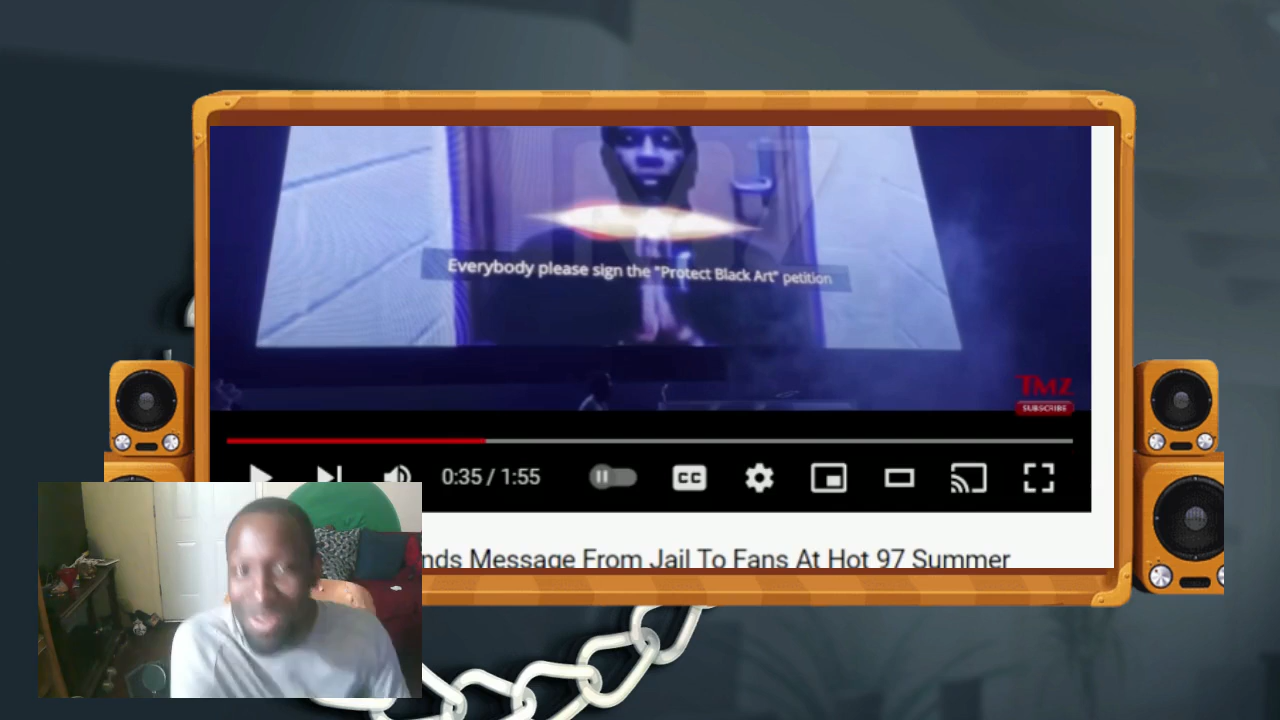 Everybody please sign the "Protect Black Art" petition
TMZ
SUBSCRIBE
0:35 / 1:55
CC
nds Message From Jail To Fans At Hot 97 Summer